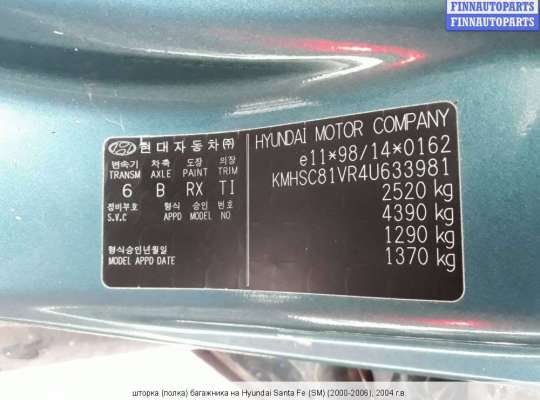 FINNAUTOPARTS
FINNAUTOPARTS
현대자동차㈜
변속기 차축 도장 의장
TRANSM AXLE PAINT TRIM
6 B RX TI
정비부호 형식 승인 번호
S.V.C APPD MODEL NO
형식승인년월일
MODEL APPD DATE
HYUNDAI MOTOR COMPANY
e11*98/14*0162
KMHSC81VR4U633981
2520 kg
4390 kg
1290 kg
1370 kg
шторка (полка) багажника на Hyundai Santa Fe (SM) (2000-2006), 2004 г.в.